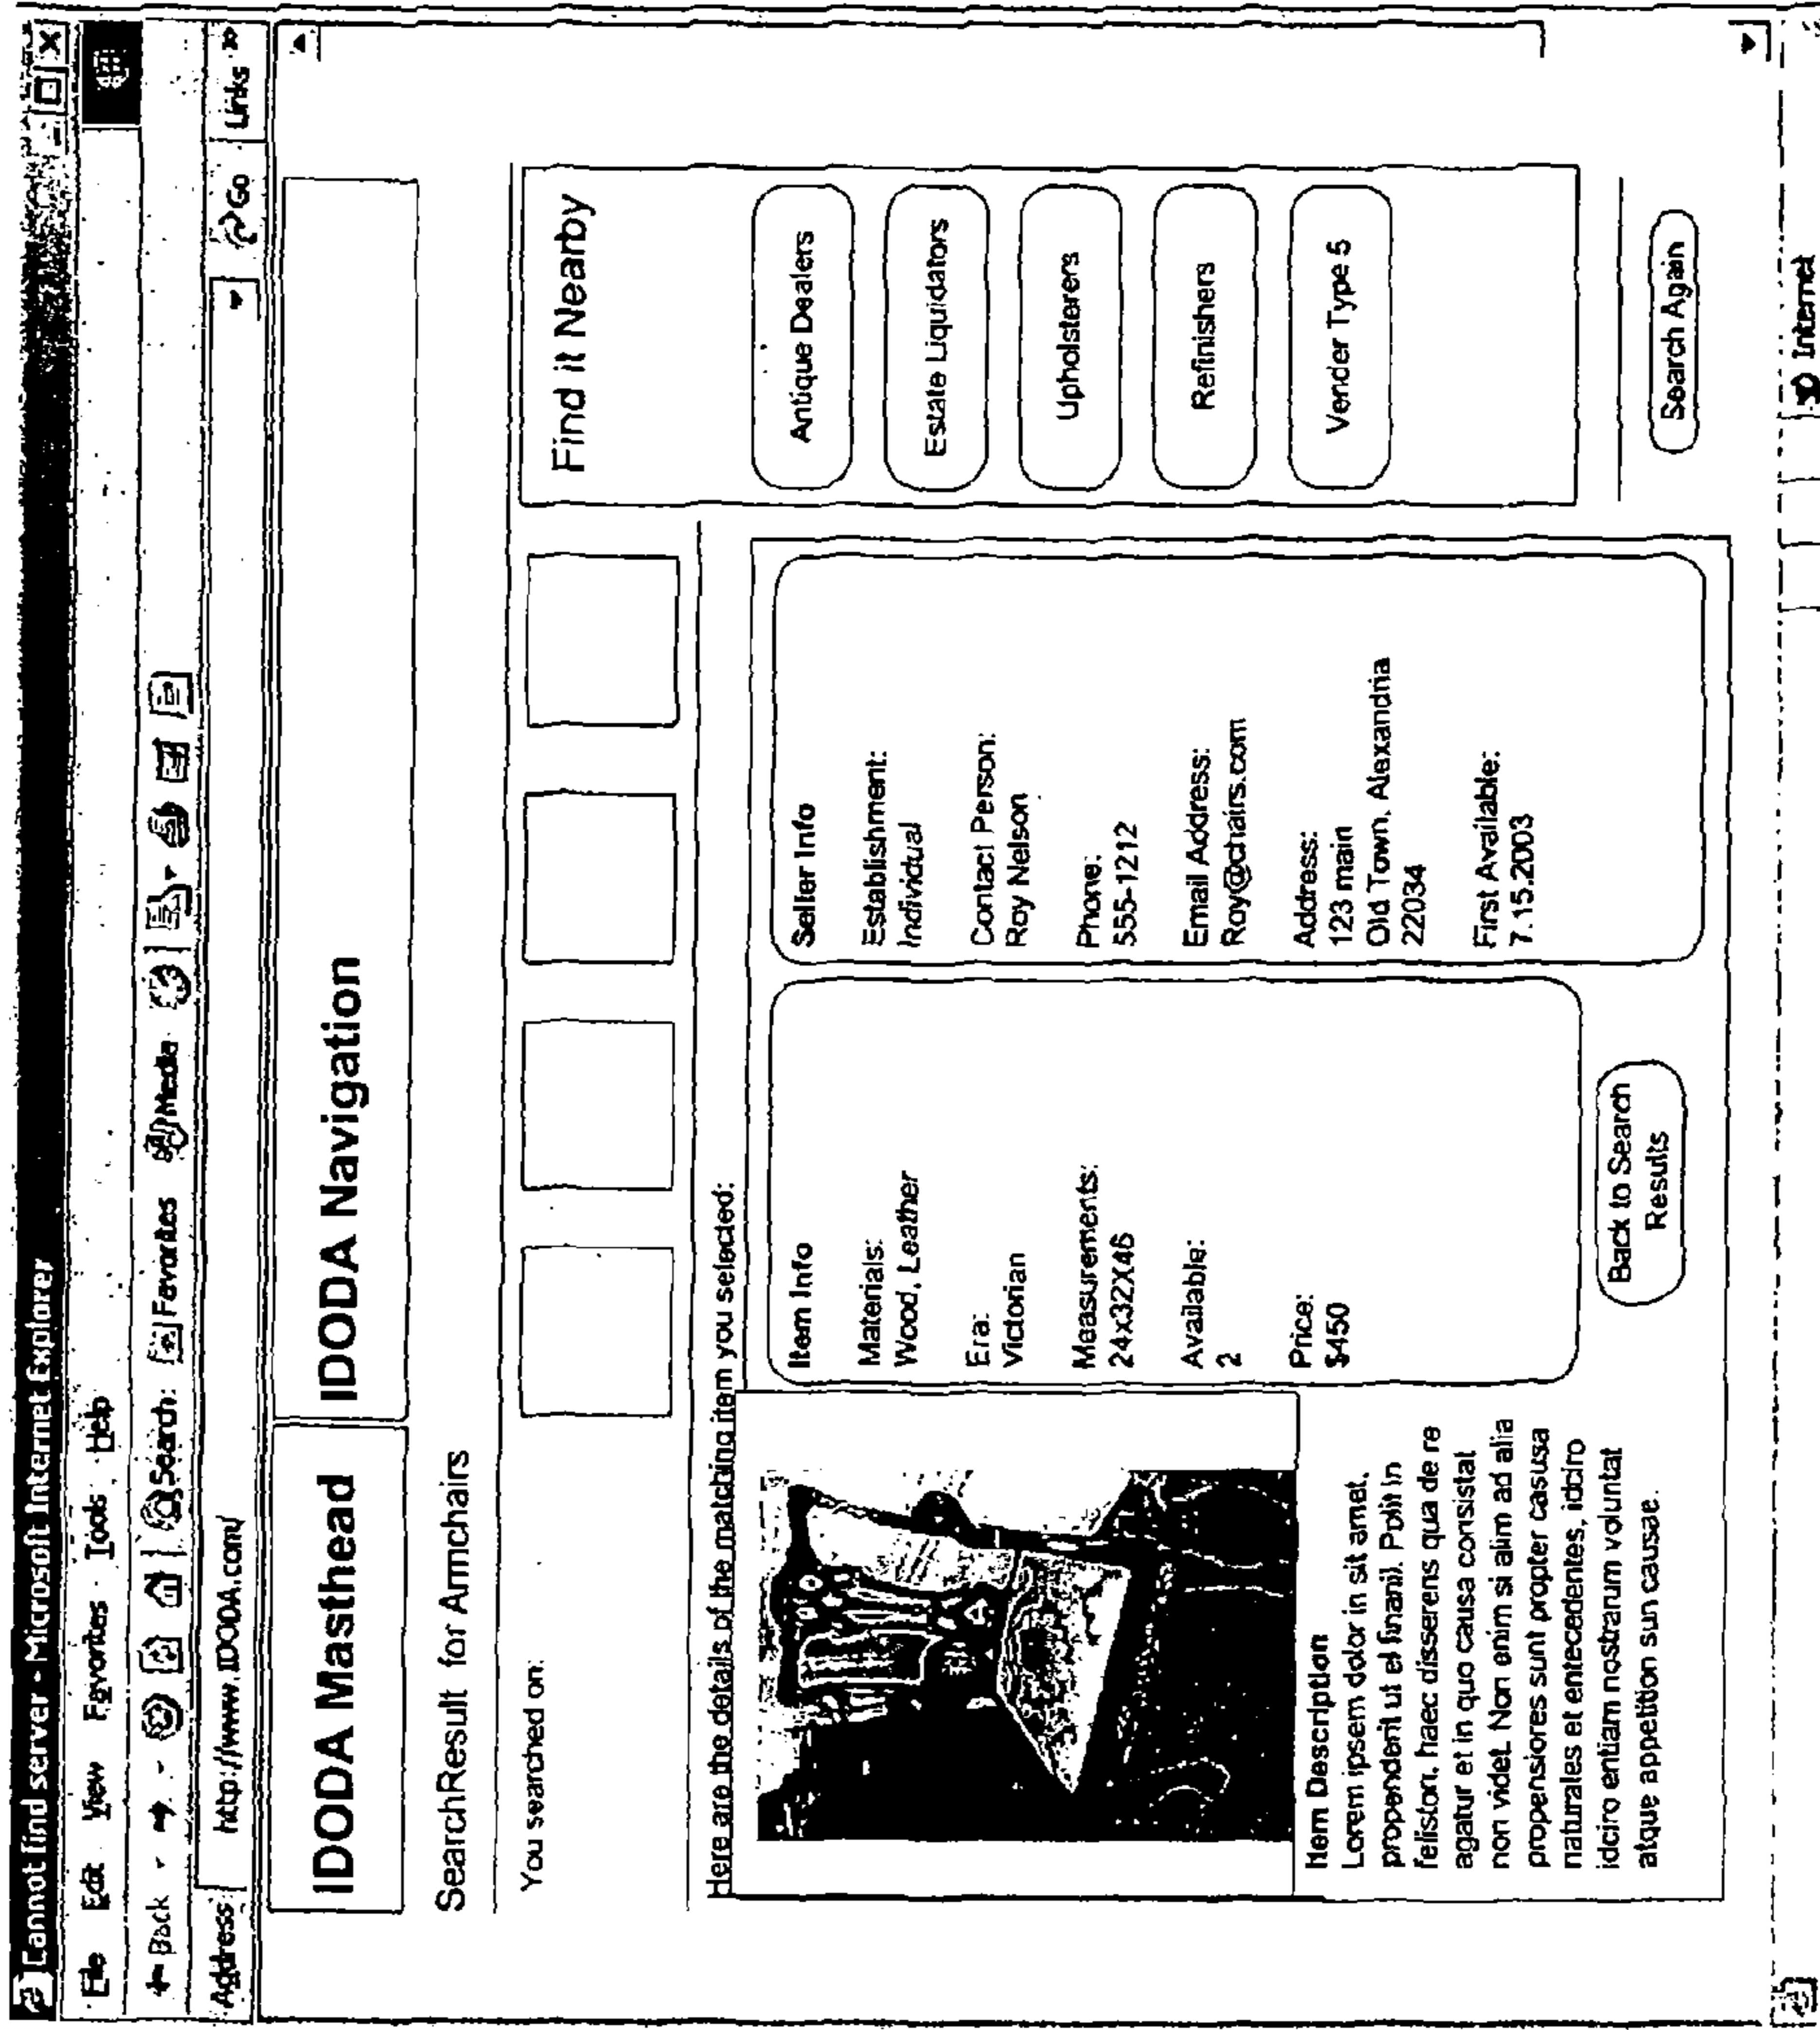 Cannot find server - Microsoft Internet Explorer
File Edit View Favorites Tools Help
Back Search Favorites Media
Address http://www.IDODA.com/ Go Links »
IDODA Masthead IDODA Navigation
SearchResult for Armchairs
You searched on:
Here are the details of the matching item you selected:
Item Description
Lorem ipsem dolor in sit amet,
propenderit ut el finanil. Polit in
feliston, haec disserens qua de re
agatur et in quo causa consistat
non videt. Non enim si alim ad alia
propensiores sunt propter casusa
naturales et entecedentes, idciro
idciro entiam nostrarum voluntat
atque appetition sun causae.
Item Info
Materials:
Wood, Leather
Era:
Victorian
Measurements:
24x32X46
Available:
2
Price:
$450
Back to Search
Results
Seller Info
Establishment:
Individual
Contact Person:
Roy Nelson
Phone:
555-1212
Email Address:
Roy@chairs.com
Address:
123 main
Old Town, Alexandria
22034
First Available:
7.15.2003
Find it Nearby
Antique Dealers
Estate Liquidators
Upholsterers
Refinishers
Vender Type 5
Search Again
Internet